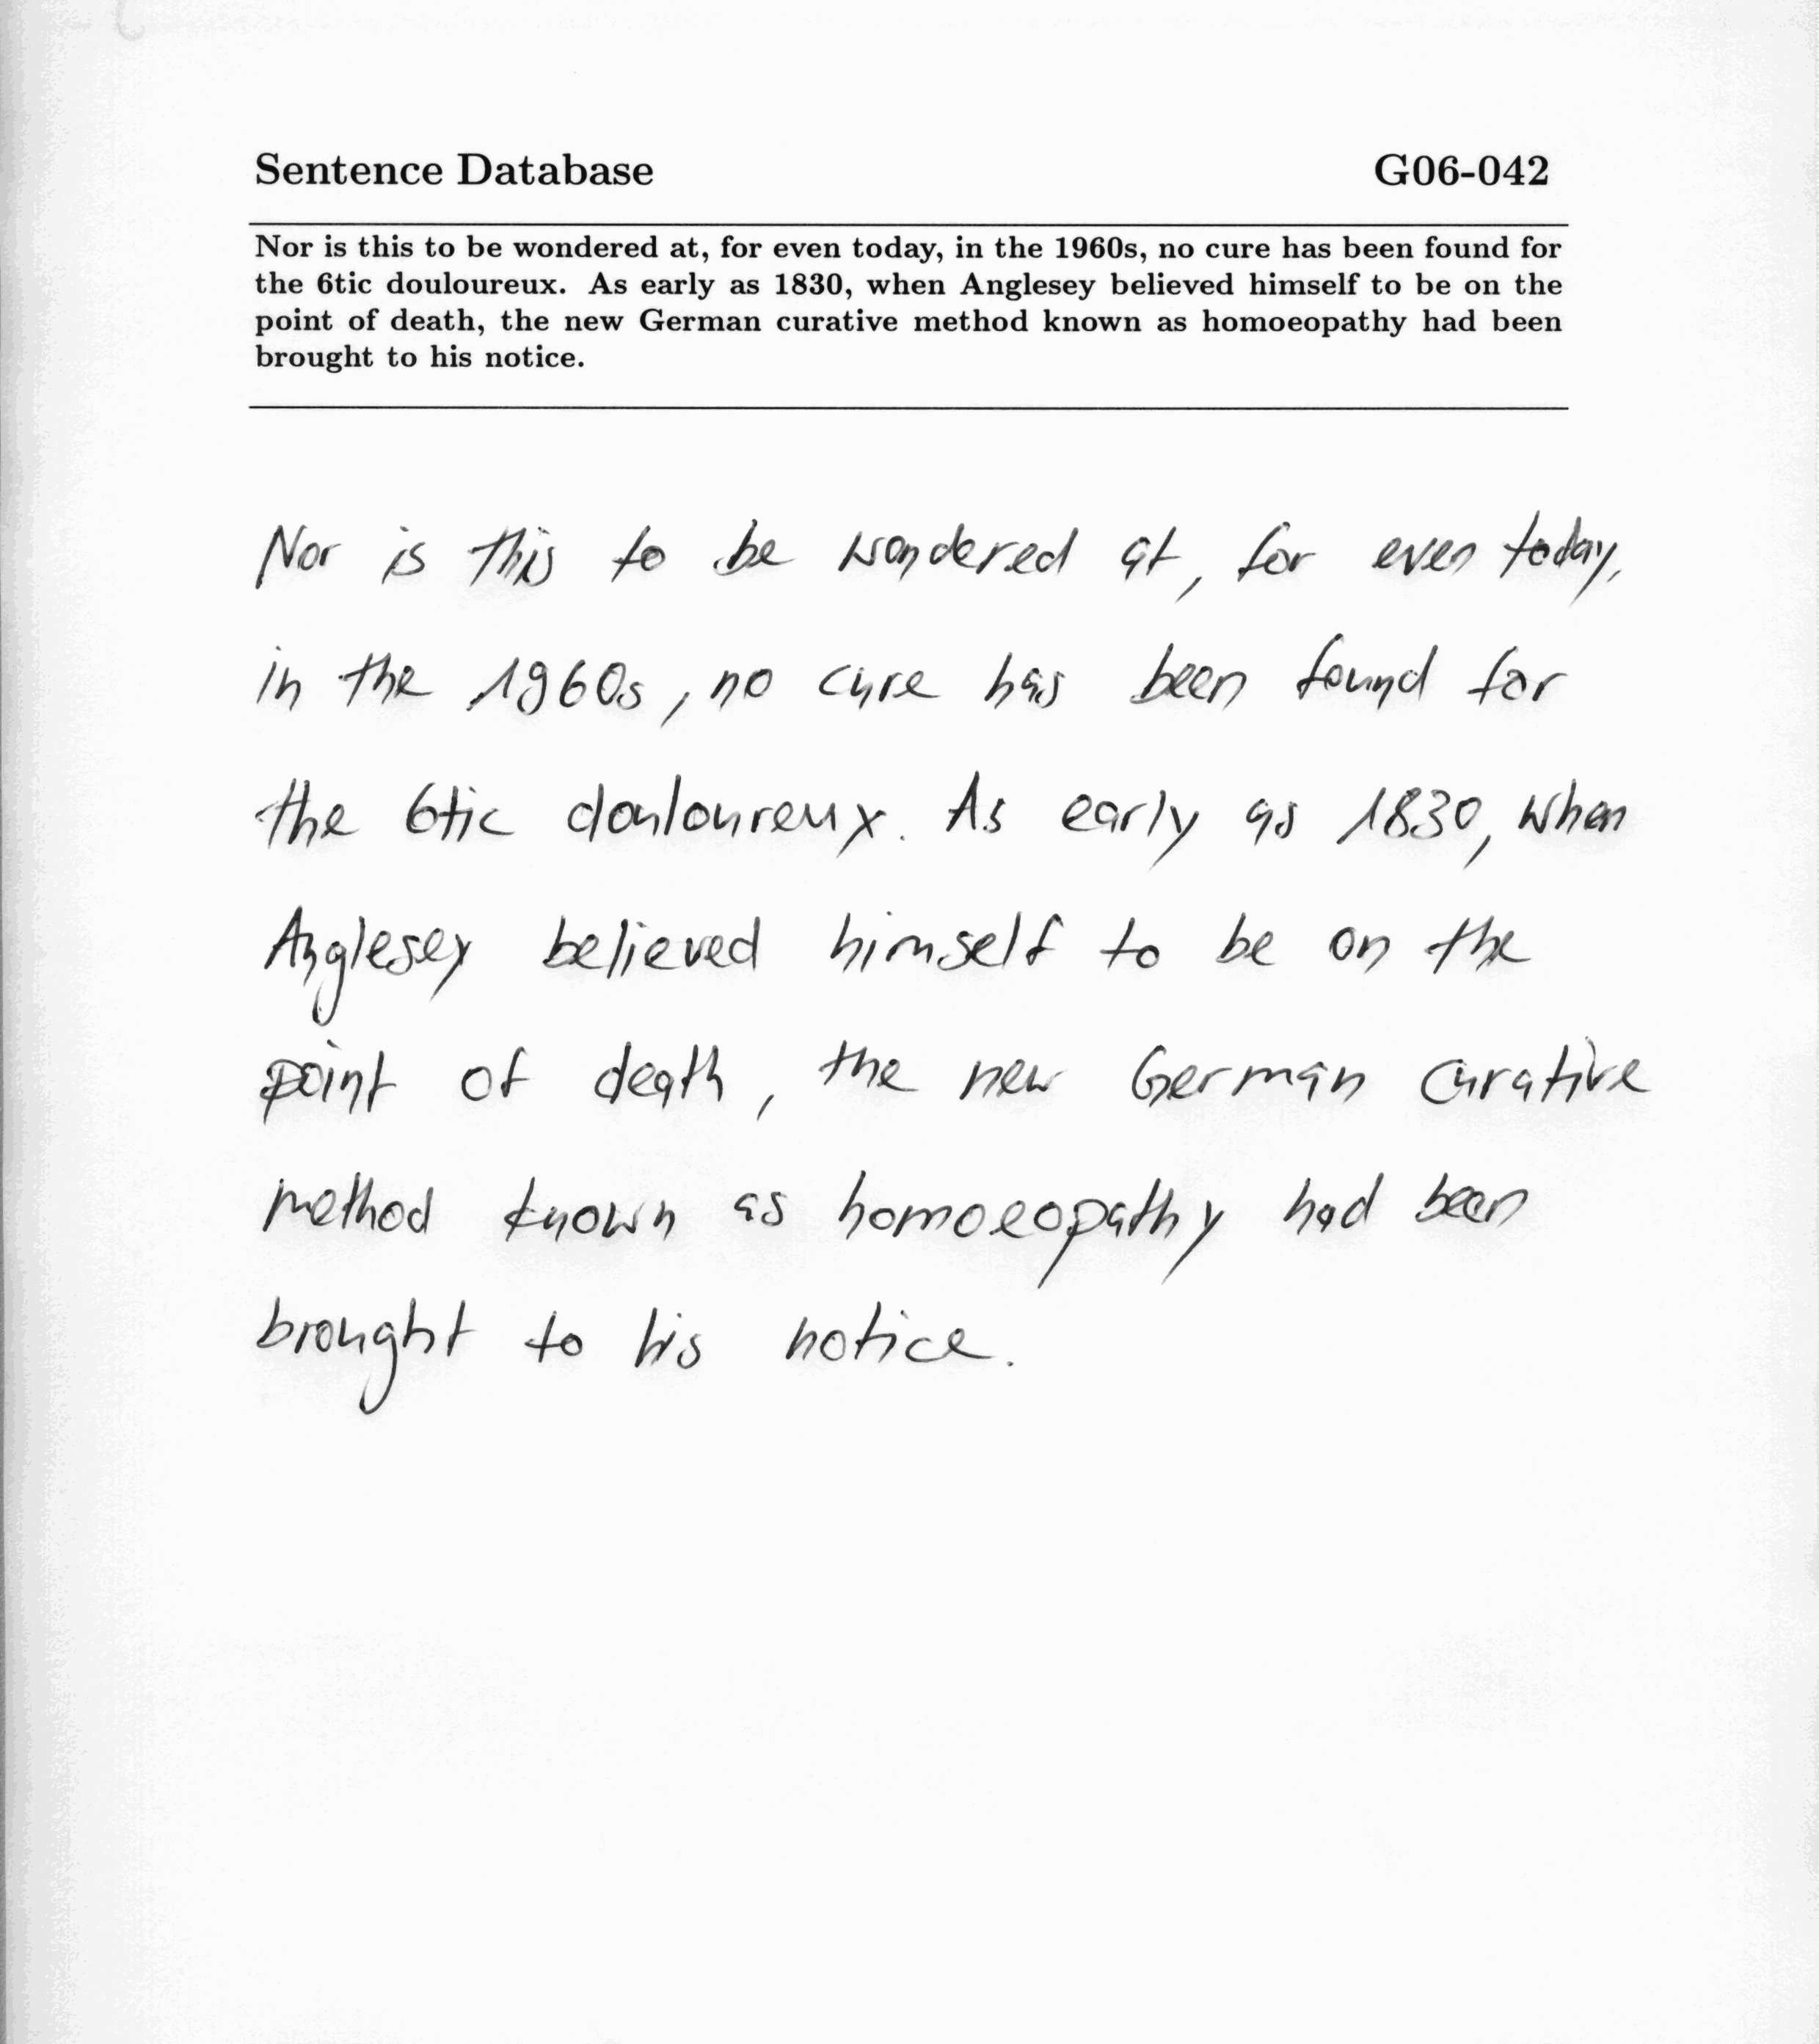 Sentence Database G06-042
Nor is this to be wondered at, for even today, in the 1960s, no cure has been found for
the 6tic douloureux. As early as 1830, when Anglesey believed himself to be on the
point of death, the new German curative method known as homoeopathy had been
brought to his notice.
Nor is this to be wondered at, for even today,
in the 1960s, no cure has been found for
the 6tic douloureux. As early as 1830, when
Anglesey believed himself to be on the
point of death, the new German curative
method known as homoeopathy had been
brought to his notice.